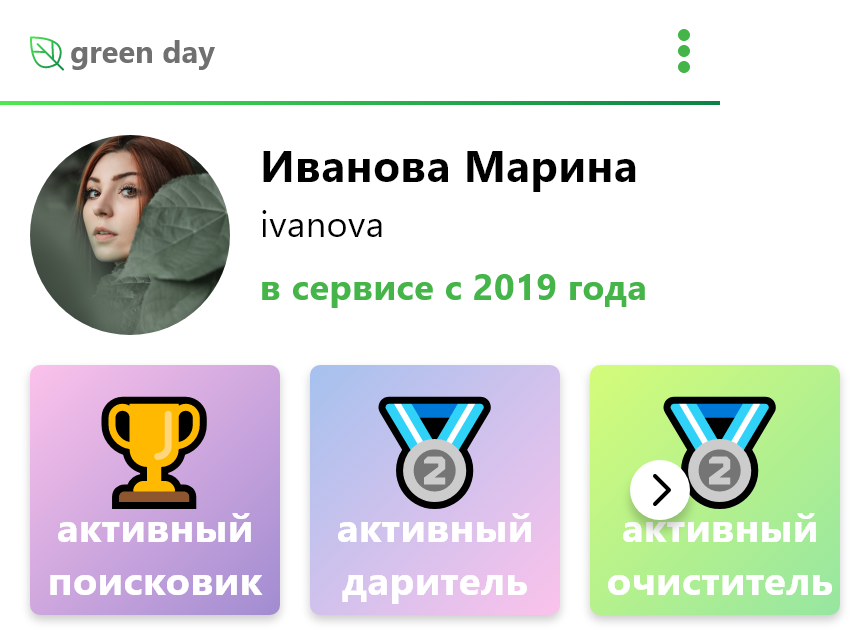 green day
Иванова Марина
ivanova
в сервисе с 2019 года
2
2
активный
поисковик
активный
даритель
активный
очиститель